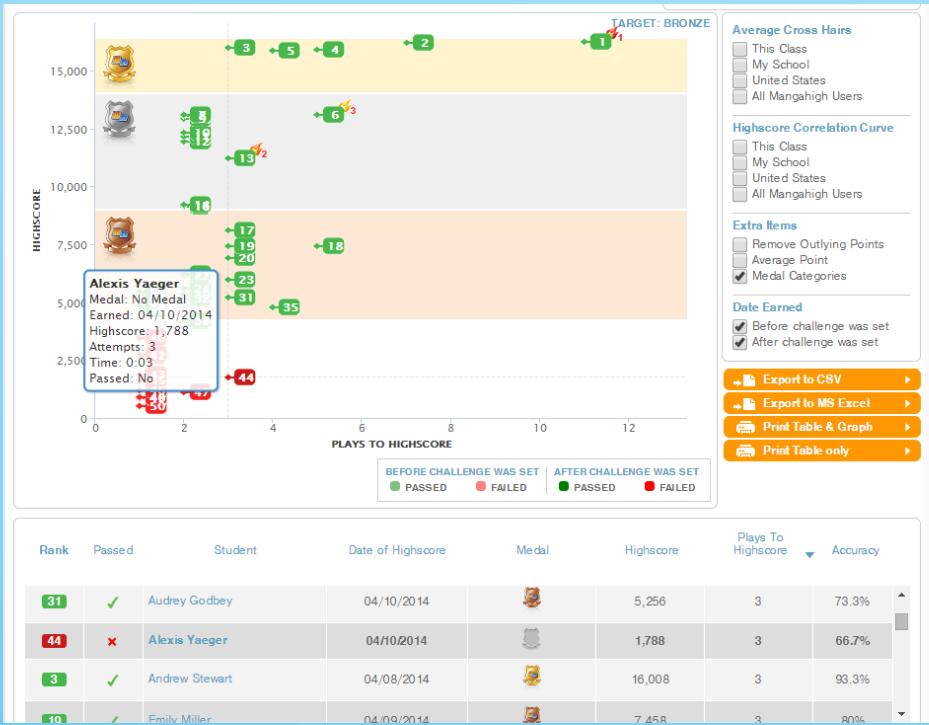 TARGET: BRONZE
3
5
4
2
1
1
15,000
12,500
10,000
7,500
5,000
2,500
0
6
3
13
2
17
19
18
20
23
31
35
44
50
HIGHSCORE
Alexis Yaeger
Medal: No Medal
Earned: 04/10/2014
Highscore: 1,788
Attempts: 3
Time: 0:03
Passed: No
0 2 4 6 8 10 12
PLAYS TO HIGHSCORE
BEFORE CHALLENGE WAS SET AFTER CHALLENGE WAS SET
PASSED FAILED PASSED FAILED
Average Cross Hairs
This Class
My School
United States
All Mangahigh Users
Highscore Correlation Curve
This Class
My School
United States
All Mangahigh Users
Extra Items
Remove Outlying Points
Average Point
Medal Categories
Date Earned
Before challenge was set
After challenge was set
Export to CSV
Export to MS Excel
Print Table & Graph
Print Table only
Rank Passed Student Date of Highscore Medal Highscore Plays To Highscore Accuracy
31 Audrey Godbey 04/10/2014 5,256 3 73.3%
44 Alexis Yaeger 04/10/2014 1,788 3 66.7%
3 Andrew Stewart 04/08/2014 16,008 3 93.3%
19 Emily Miller 04/09/2014 7,458 3 80%